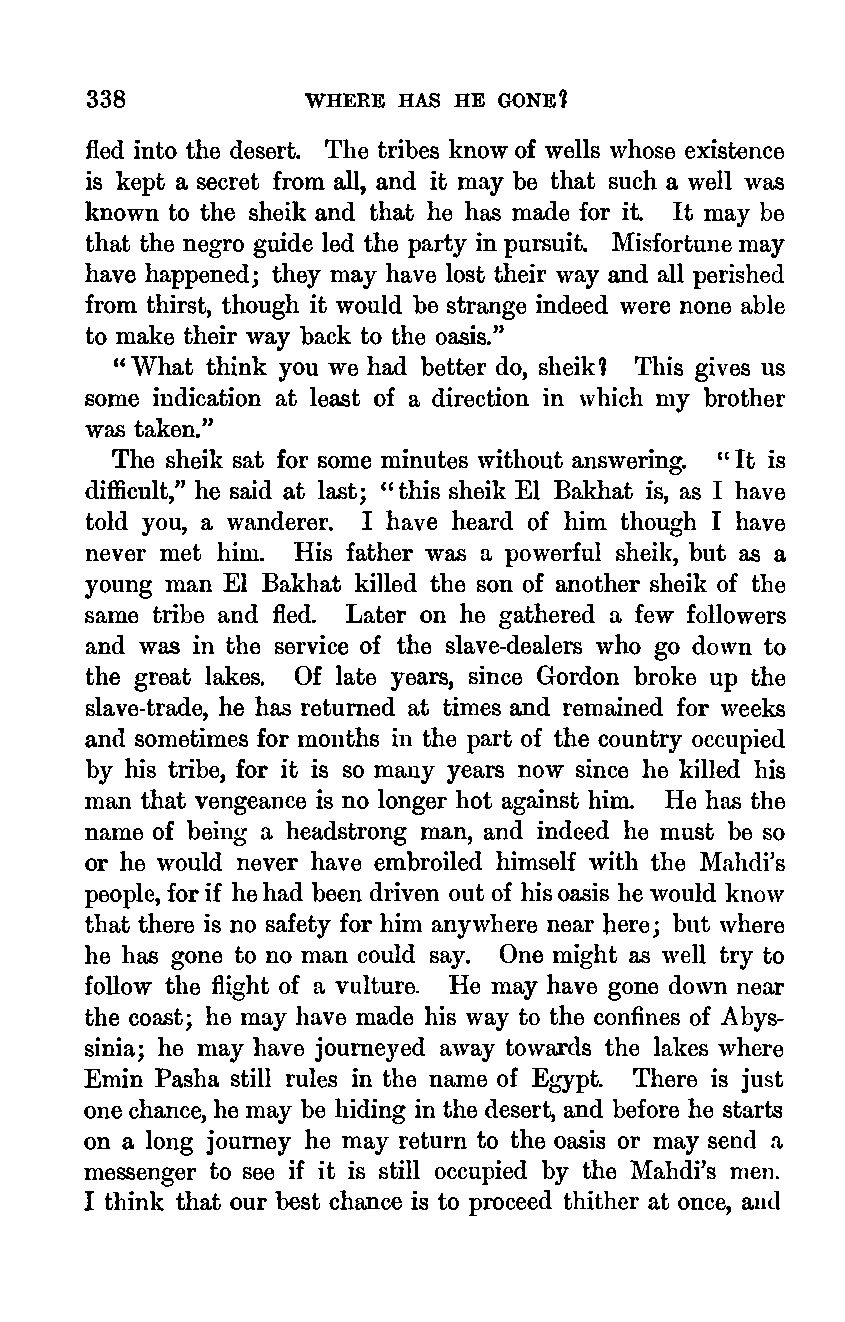 338 WHERE HAS HE GONE?
fled into the desert. The tribes know of wells whose existence
is kept a secret from all, and it may be that such a well was
known to the sheik and that he has made for it. It may be
that the negro guide led the party in pursuit. Misfortune may
have happened; they may have lost their way and all perished
from thirst, though it would be strange indeed were none able
to make their way back to the oasis.”
“What think you we had better do, sheik? This gives us
some indication at least of a direction in which my brother
was taken.”
The sheik sat for some minutes without answering. “It is
difficult,” he said at last; “this sheik El Bakhat is, as I have
told you, a wanderer. I have heard of him though I have
never met him. His father was a powerful sheik, but as a
young man El Bakhat killed the son of another sheik of the
same tribe and fled. Later on he gathered a few followers
and was in the service of the slave-dealers who go down to
the great lakes. Of late years, since Gordon broke up the
slave-trade, he has returned at times and remained for weeks
and sometimes for months in the part of the country occupied
by his tribe, for it is so many years now since he killed his
man that vengeance is no longer hot against him. He has the
name of being a headstrong man, and indeed he must be so
or he would never have embroiled himself with the Mahdi’s
people, for if he had been driven out of his oasis he would know
that there is no safety for him anywhere near here; but where
he has gone to no man could say. One might as well try to
follow the flight of a vulture. He may have gone down near
the coast; he may have made his way to the confines of Abys-
sinia; he may have journeyed away towards the lakes where
Emin Pasha still rules in the name of Egypt. There is just
one chance, he may be hiding in the desert, and before he starts
on a long journey he may return to the oasis or may send a
messenger to see if it is still occupied by the Mahdi’s men.
I think that our best chance is to proceed thither at once, and